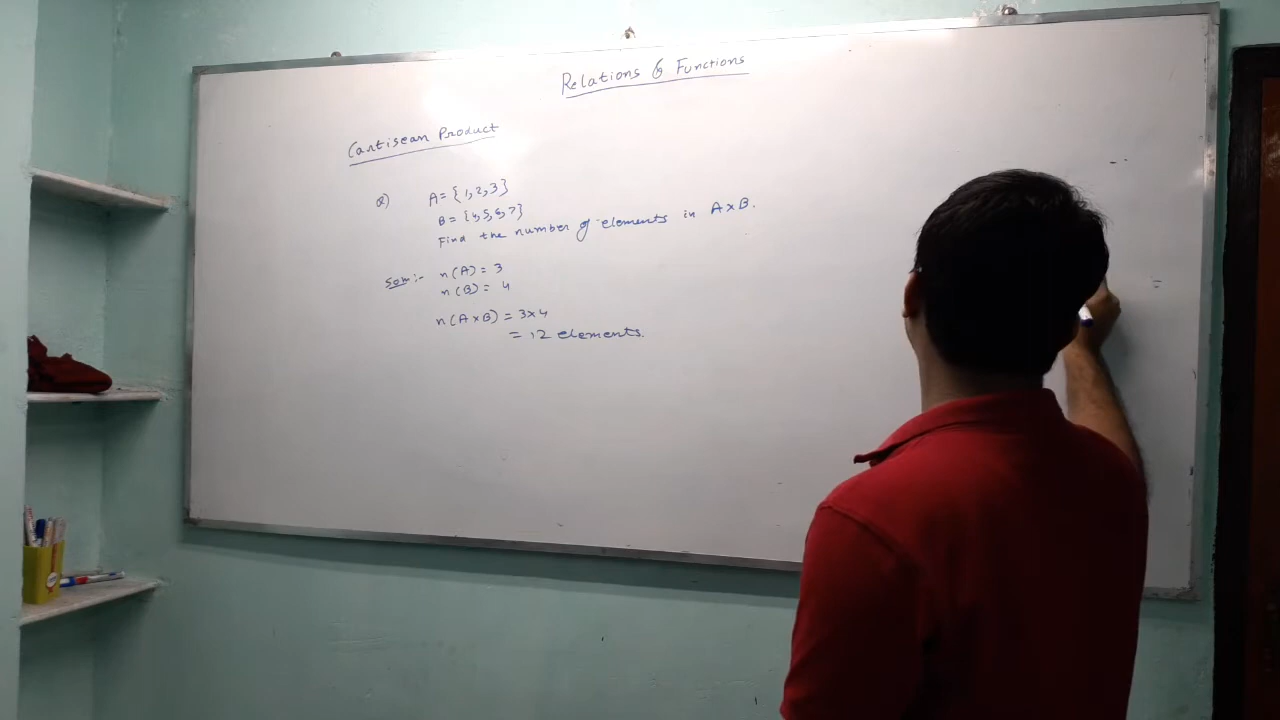 Relations & Functions
Cartisean Product
Q) A = {1,2,3}
B = {4,5,6,7}
Find the number of elements in A×B.
Soln:- n(A) = 3
n(B) = 4
n(A×B) = 3×4
= 12 elements.